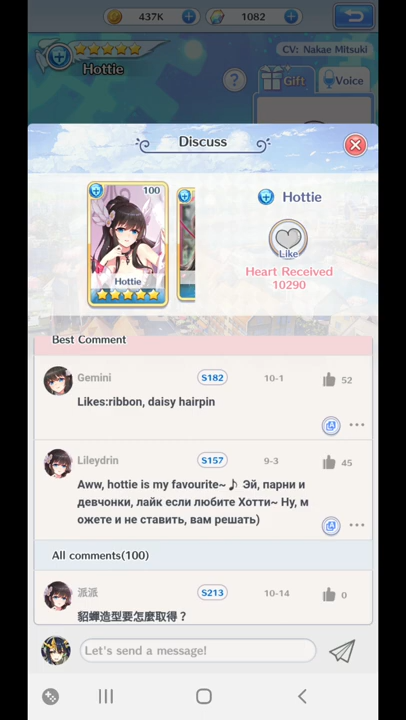 437K
1082
CV: Nakae Mitsuki
Hottie
?
Gift
Voice
Discuss
100
Hottie
Hottie
Like
Heart Received
10290
Best Comment
Gemini
S182
10-1
52
Likes:ribbon, daisy hairpin
Lileydrin
S157
9-3
45
Aww, hottie is my favourite~♪ Эй, парни и
девчонки, лайк если любите Хотти~ Ну, м
ожете и не ставить, вам решать)
All comments(100)
派派
S213
10-14
0
貂蟬造型要怎麼取得？
Let's send a message!